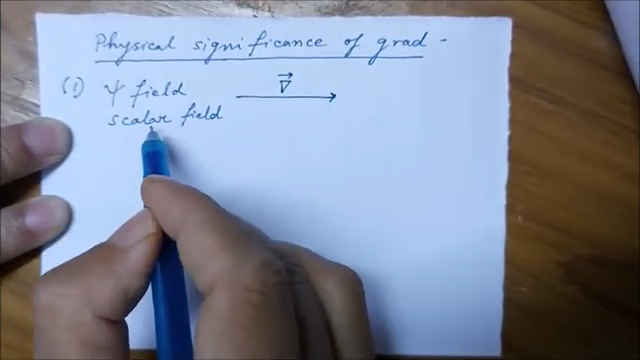 Physical significance of grad -
(1) ψ field
∇⃗
scalar field